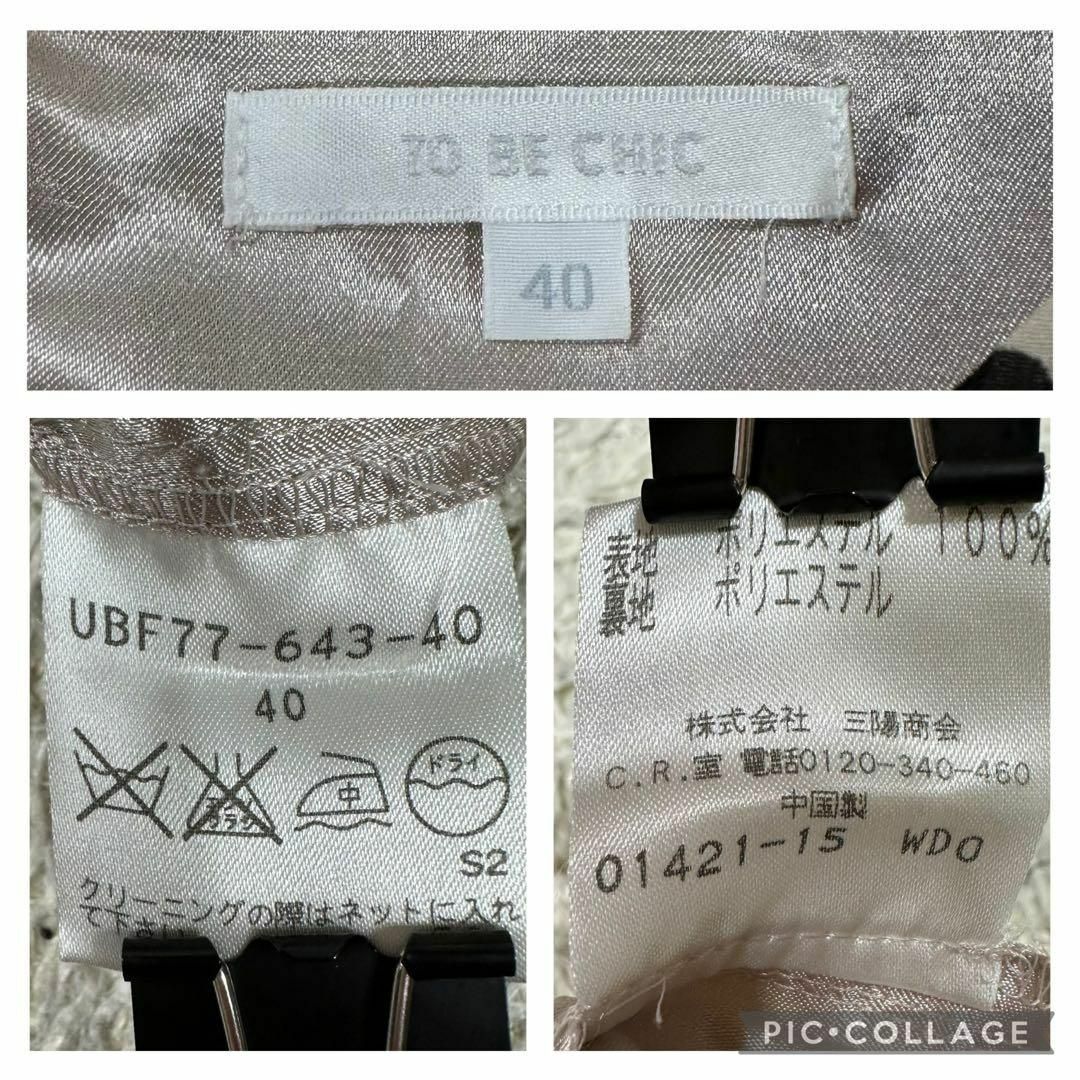 TO BE CHIC
40
UBF77-643-40
40
中
ドライ
S2
クリーニングの際はネットに入れ
て下さ
表地 ポリエステル 100%
裏地 ポリエステル
株式会社 三陽商会
C.R.室 電話0120-340-460
中国製
01421-15 WDO
PIC•COLLAGE